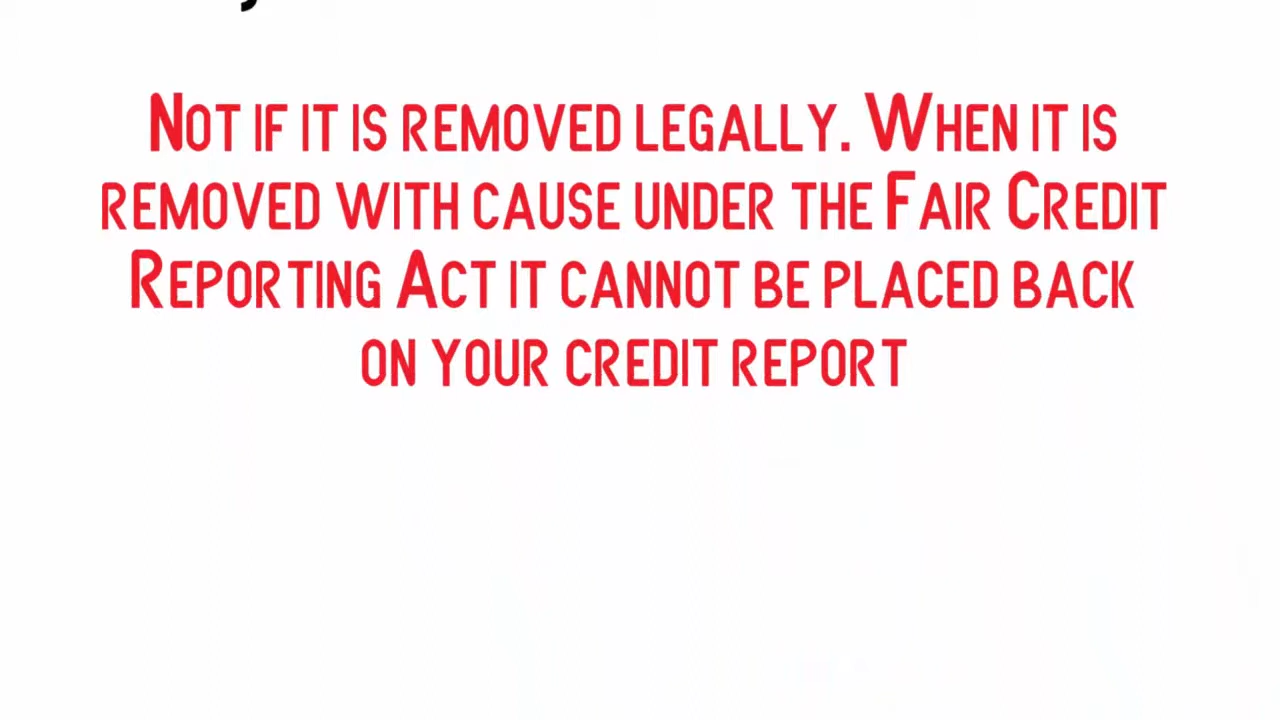 Not if it is removed legally. When it is
removed with cause under the Fair Credit
Reporting Act it cannot be placed back
on your credit report